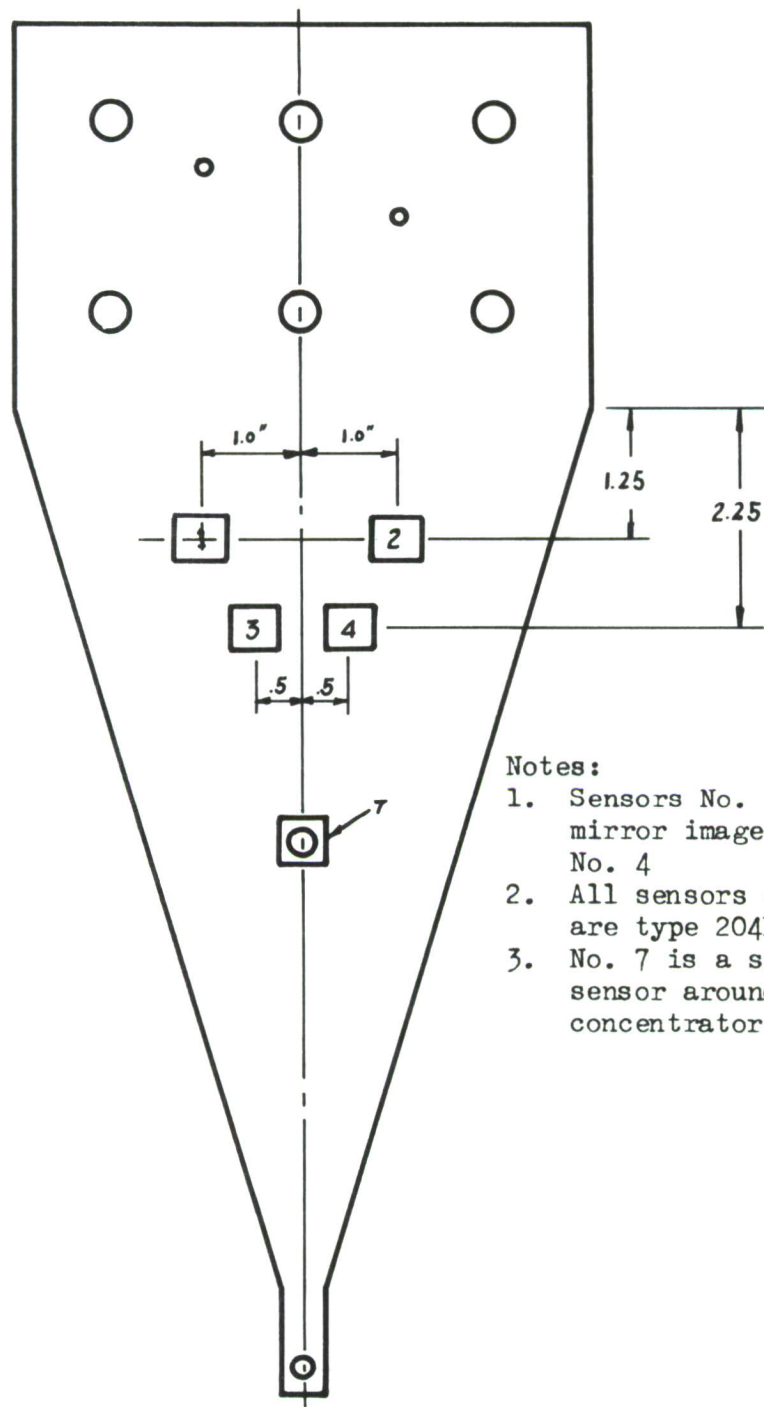 1.0" 1.0"
1.25
2.25
1 2
3 4
.5 .5
7
Notes:
1. Sensors No.
mirror image
No. 4
2. All sensors
are type 204
3. No. 7 is a s
sensor aroun
concentrator